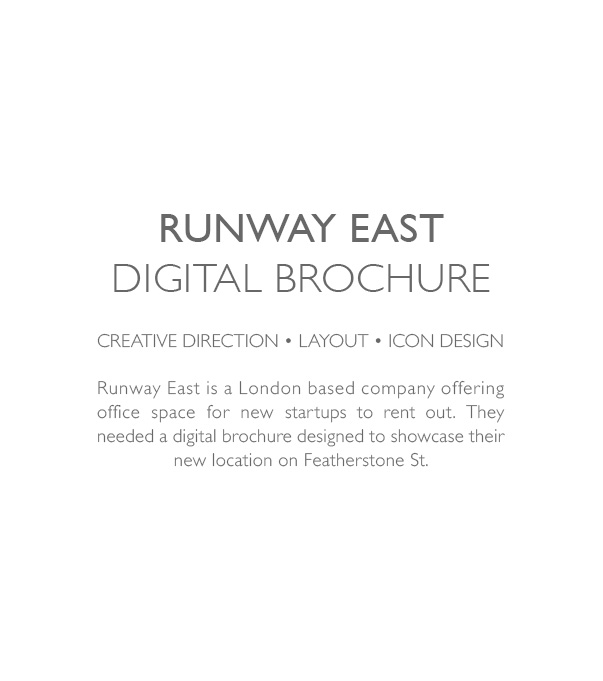 RUNWAY EAST
DIGITAL BROCHURE
CREATIVE DIRECTION • LAYOUT • ICON DESIGN
Runway East is a London based company offering
office space for new startups to rent out. They
needed a digital brochure designed to showcase their
new location on Featherstone St.